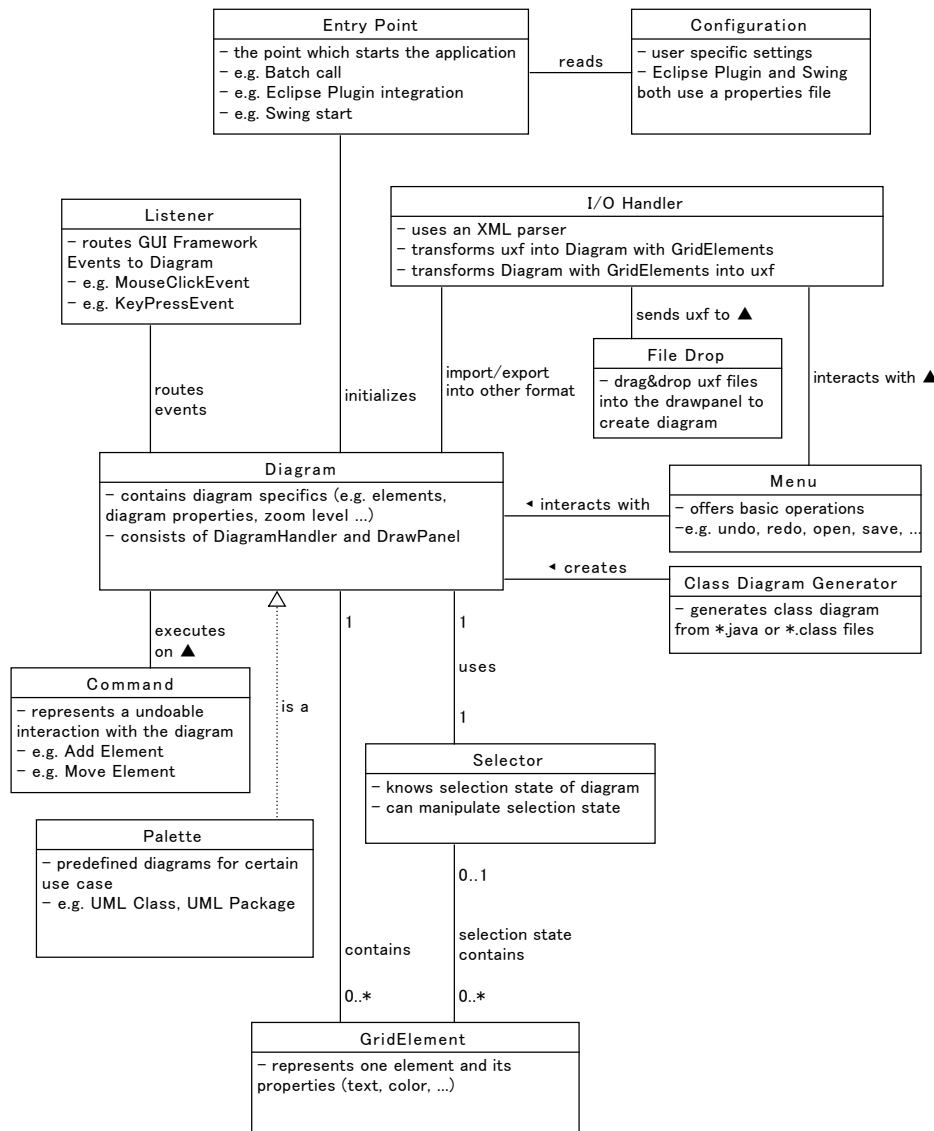 Entry Point
– the point which starts the application
– e.g. Batch call
– e.g. Eclipse Plugin integration
– e.g. Swing start
reads
Configuration
– user specific settings
– Eclipse Plugin and Swing
both use a properties file
Listener
– routes GUI Framework
Events to Diagram
– e.g. MouseClickEvent
– e.g. KeyPressEvent
I/O Handler
– uses an XML parser
– transforms uxf into Diagram with GridElements
– transforms Diagram with GridElements into uxf
sends uxf to ▲
File Drop
– drag&drop uxf files
into the drawpanel to
create diagram
routes
events
initializes
import/export
into other format
interacts with ▲
Diagram
– contains diagram specifics (e.g. elements,
diagram properties, zoom level ...)
– consists of DiagramHandler and DrawPanel
◂ interacts with
Menu
– offers basic operations
–e.g. undo, redo, open, save, ...
◂ creates
Class Diagram Generator
– generates class diagram
from *.java or *.class files
executes
on ▲
1
1
uses
1
Command
– represents a undoable
interaction with the diagram
– e.g. Add Element
– e.g. Move Element
is a
Selector
– knows selection state of diagram
– can manipulate selection state
Palette
– predefined diagrams for certain
use case
– e.g. UML Class, UML Package
0..1
contains
selection state
contains
0..*
0..*
GridElement
– represents one element and its
properties (text, color, ...)